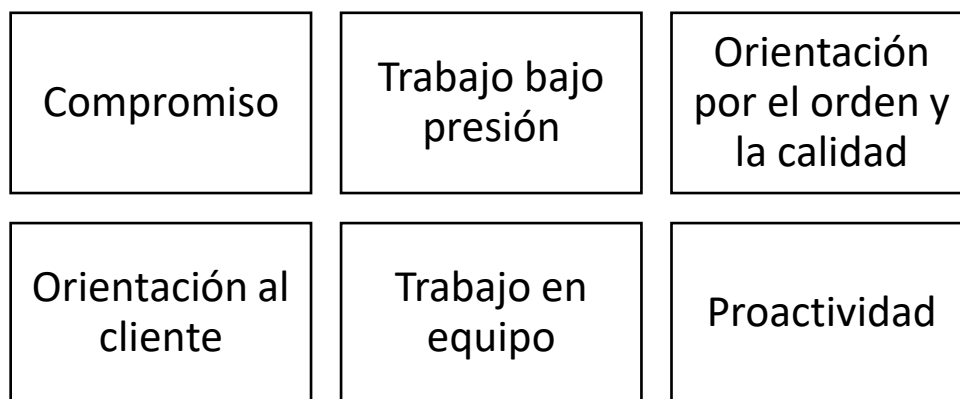 Compromiso
Trabajo bajo
presión
Orientación
por el orden y
la calidad
Orientación al
cliente
Trabajo en
equipo
Proactividad